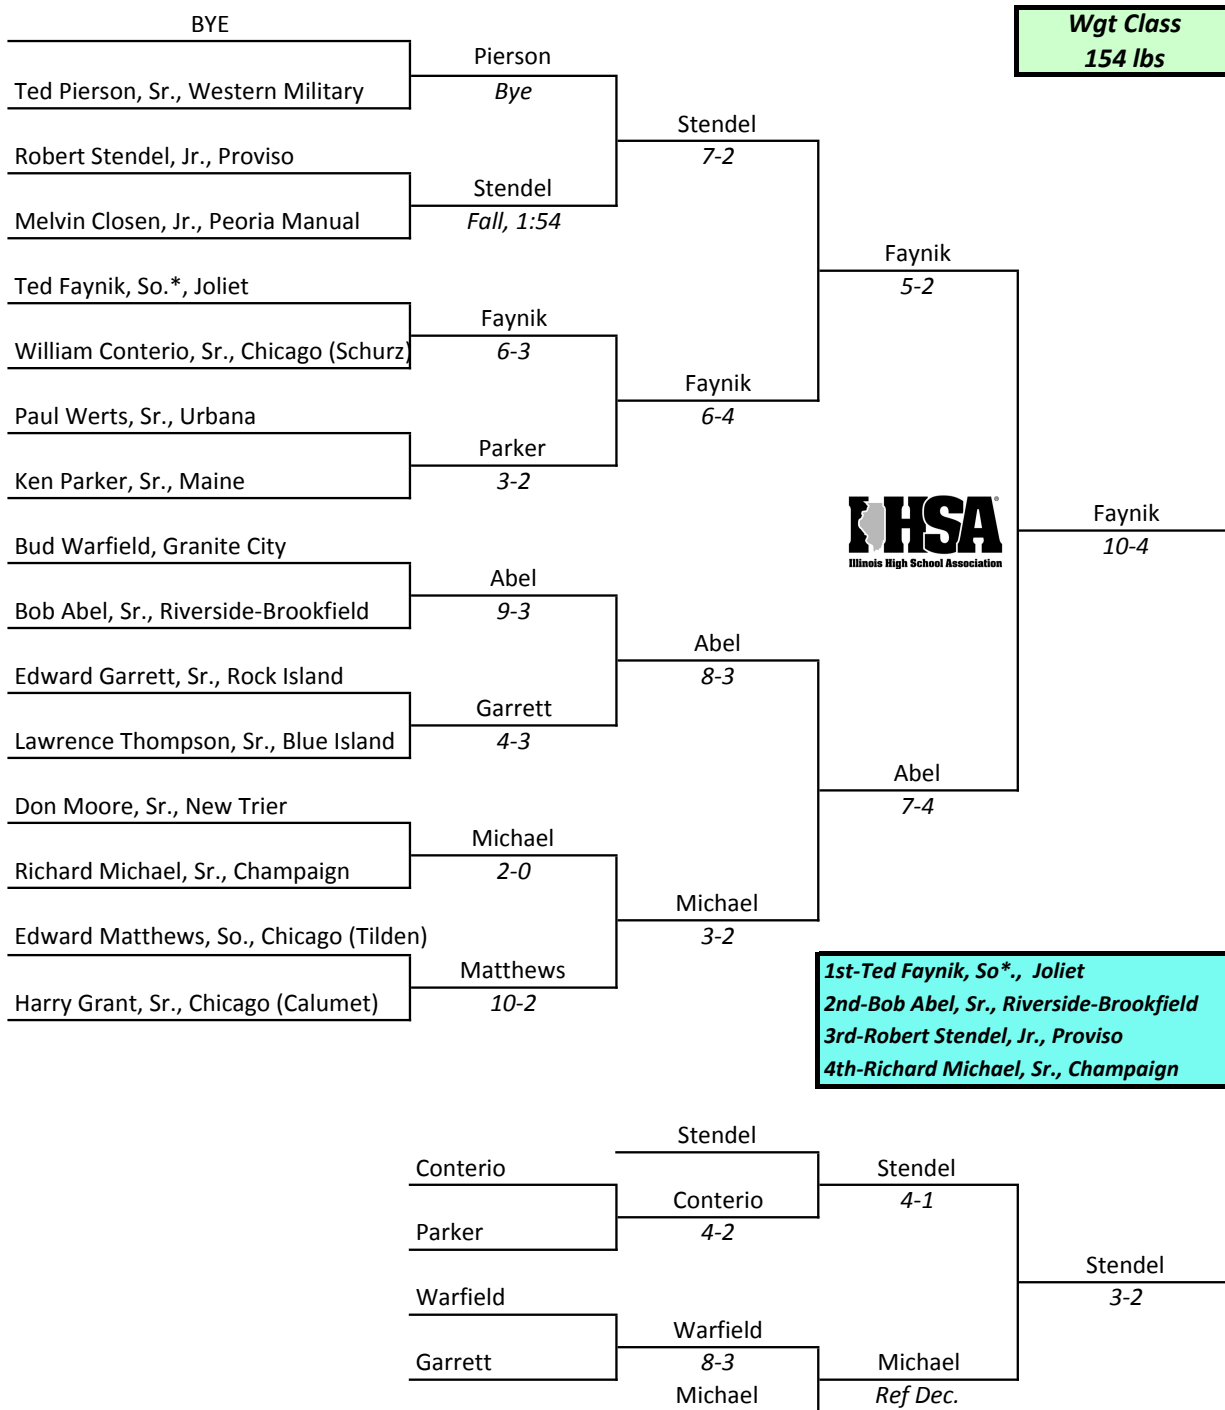 BYE
Wgt Class
154 lbs
Pierson
Ted Pierson, Sr., Western Military
Bye
Stendel
Robert Stendel, Jr., Proviso
7-2
Stendel
Melvin Closen, Jr., Peoria Manual
Fall, 1:54
Faynik
Ted Faynik, So.*, Joliet
5-2
Faynik
William Conterio, Sr., Chicago (Schurz)
6-3
Faynik
Paul Werts, Sr., Urbana
6-4
Parker
Ken Parker, Sr., Maine
3-2
IHSA®
Faynik
Bud Warfield, Granite City
10-4
Illinois High School Association
Abel
Bob Abel, Sr., Riverside-Brookfield
9-3
Abel
Edward Garrett, Sr., Rock Island
8-3
Garrett
Lawrence Thompson, Sr., Blue Island
4-3
Abel
Don Moore, Sr., New Trier
7-4
Michael
Richard Michael, Sr., Champaign
2-0
Michael
Edward Matthews, So., Chicago (Tilden)
3-2
Matthews
Harry Grant, Sr., Chicago (Calumet)
10-2
1st-Ted Faynik, So*.,  Joliet
2nd-Bob Abel, Sr., Riverside-Brookfield
3rd-Robert Stendel, Jr., Proviso
4th-Richard Michael, Sr., Champaign
Stendel
Conterio
Stendel
Conterio
4-1
Parker
4-2
Stendel
Warfield
3-2
Warfield
Garrett
8-3
Michael
Michael
Ref Dec.